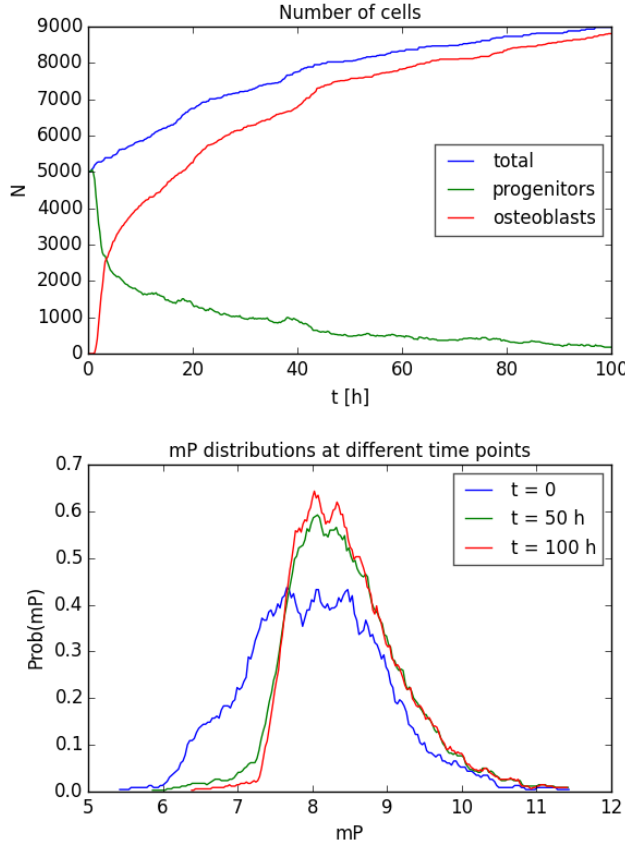 Number of cells
9000
8000
7000
6000
5000
4000
3000
2000
1000
0
N
total
progenitors
osteoblasts
0 20 40 60 80 100
t [h]
mP distributions at different time points
0.7
0.6
0.5
0.4
0.3
0.2
0.1
0.0
Prob(mP)
t = 0
t = 50 h
t = 100 h
5 6 7 8 9 10 11 12
mP